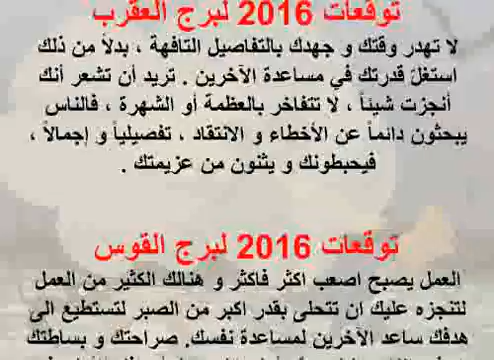 توقعات 2016 لبرج العقرب
لا تهدر وقتك و جهدك بالتفاصيل التافهة ، بدلاً من ذلك
استغلّ قدرتك في مساعدة الآخرين . تريد أن تشعر أنك
أنجزت شيئاً ، لا تتفاخر بالعظمة أو الشهرة ، فالناس
يبحثون دائماً عن الأخطاء و الانتقاد ، تفصيلياً و إجمالاً ،
فيحبطونك و يثنون من عزيمتك .
توقعات 2016 لبرج القوس
العمل يصبح اصعب اكثر فأكثر و هنالك الكثير من العمل
لتنجزه عليك ان تتحلى بقدر اكبر من الصبر لتستطيع الى
هدفك ساعد الآخرين لمساعدة نفسك. صراحتك و بساطتك